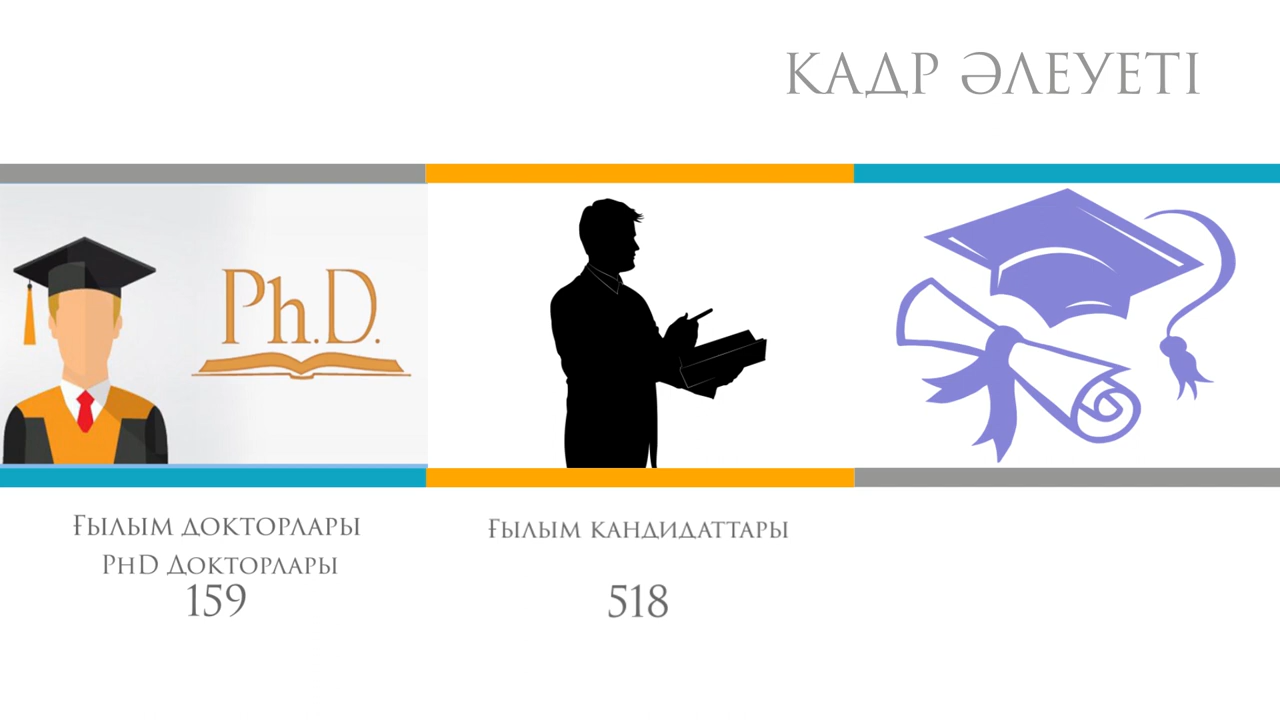 КАДР ӘЛЕУЕТІ
Ph.D.
Ғылым докторлары
PhD Докторлары
159
Ғылым кандидаттары
518